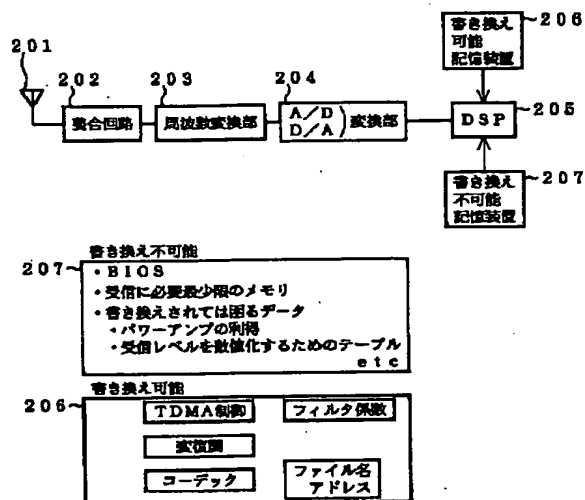 201
202
203
204
206
書き換え
可能
記憶装置
整合回路
周波数変換部
A/D
D/A
変換部
DSP
205
書き換え
不可能
記憶装置
207
書き換え不可能
207
・BIOS
・受信に必要最少限のメモリ
・書き換えされては困るデータ
・パワーアンプの利得
・受信レベルを数値化するためのテーブル
etc
書き換え可能
206
TDMA制御
フィルタ係数
変復調
コーデック
ファイル名
アドレス